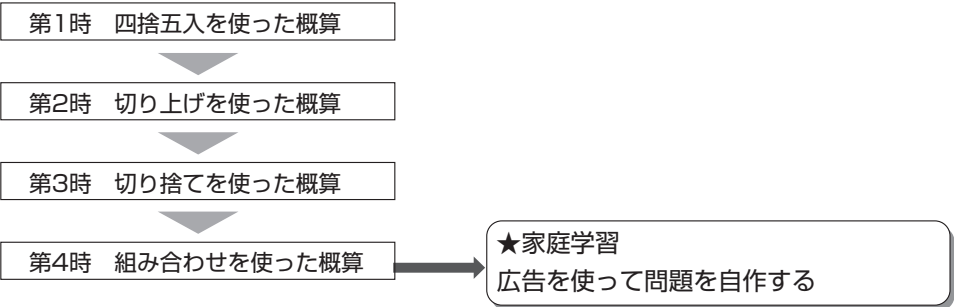 第1時 四捨五入を使った概算
第2時 切り上げを使った概算
第3時 切り捨てを使った概算
第4時 組み合わせを使った概算
★家庭学習
広告を使って問題を自作する